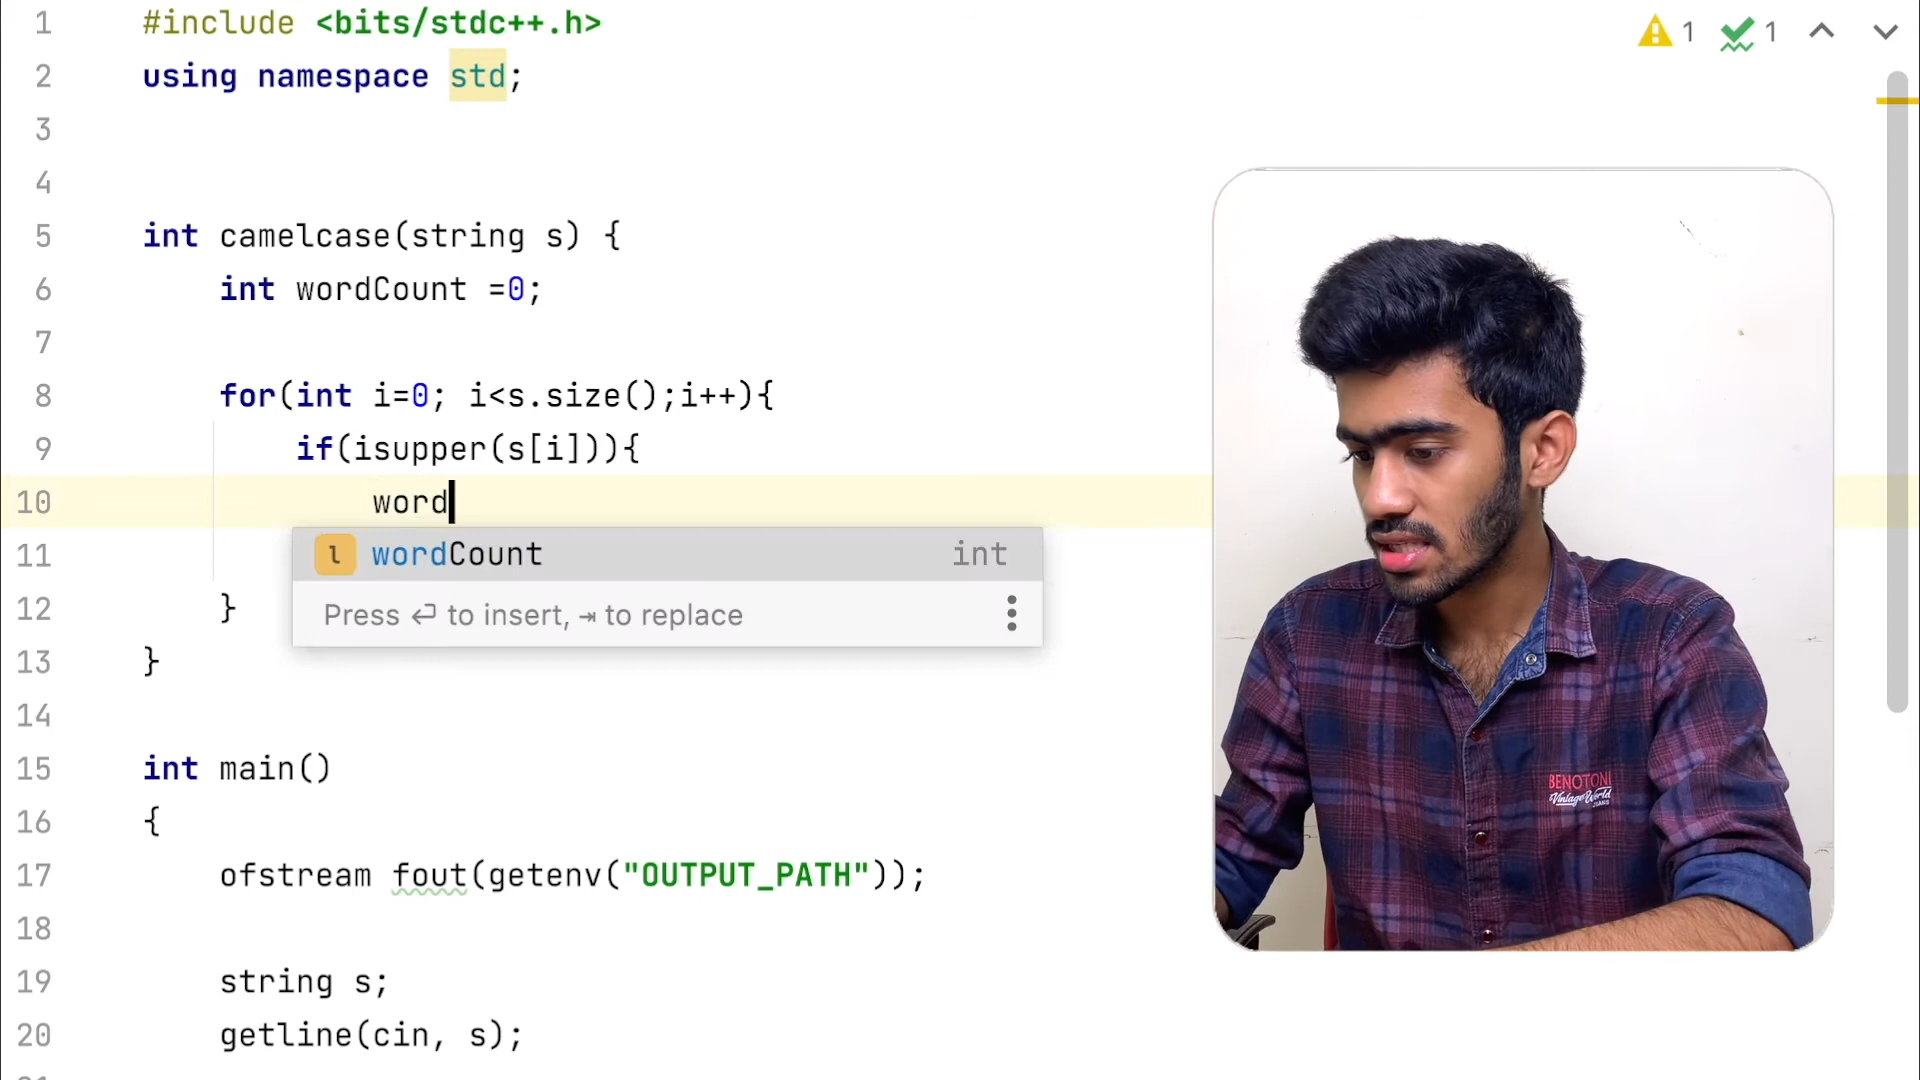 1 #include <bits/stdc++.h>
2 using namespace std;
3
4
5 int camelcase(string s) {
6 int wordCount =0;
7
8 for(int i=0; i<s.size();i++){
9 if(isupper(s[i])){
10 word
11 wordCount int
Press ⏎ to insert, ⇥ to replace
12 }
13 }
14
15 int main()
16 {
17 ofstream fout(getenv("OUTPUT_PATH"));
18
19 string s;
20 getline(cin, s);
1 1
BENOTONI
Vintage World
JEANS